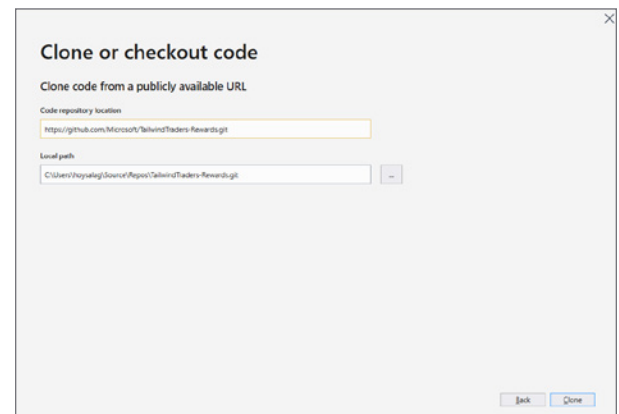 Clone or checkout code
Clone code from a publicly available URL
Code repository location
https://github.com/Microsoft/TailwindTraders-Rewards.git
Local path
C:\Users\hoysalag\Source\Repos\TailwindTraders-Rewards.git
...
Back
Clone